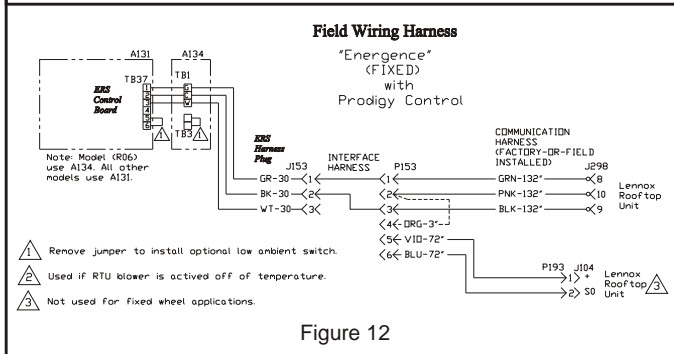 Field Wiring Harness
"Energence"
(FIXED)
with
Prodigy Control
A131
A134
TB37
TB1
ERS
Control
Board
1
2
3
4
5
6
TB3
1
1
Note: Model (R06)
use A134. All other
models use A131.
ERS
Harness
Plug
J153
INTERFACE
HARNESS
P153
COMMUNICATION
HARNESS
(FACTORY-OR-FIELD
INSTALLED)
J298
GR-30 1 1 GRN-132" 8
BK-30 2 2 PNK-132" 10
WT-30 3 3 BLK-132" 9
Lennox
Rooftop
Unit
4 ORG-3"
5 VIO-72"
6 BLU-72"
P193 J104
1 +
2 SO
Lennox
Rooftop
Unit
3
1 Remove jumper to install optional low ambient switch.
2 Used if RTU blower is actived off of temperature.
3 Not used for fixed wheel applications.
Figure 12